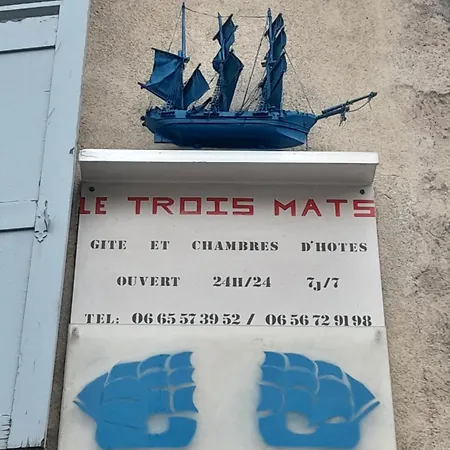 LE TROIS MATS
GITE ET CHAMBRES D'HOTES
OUVERT 24H/24 7J/7
TEL: 06 65 57 39 52 / 06 56 72 91 98